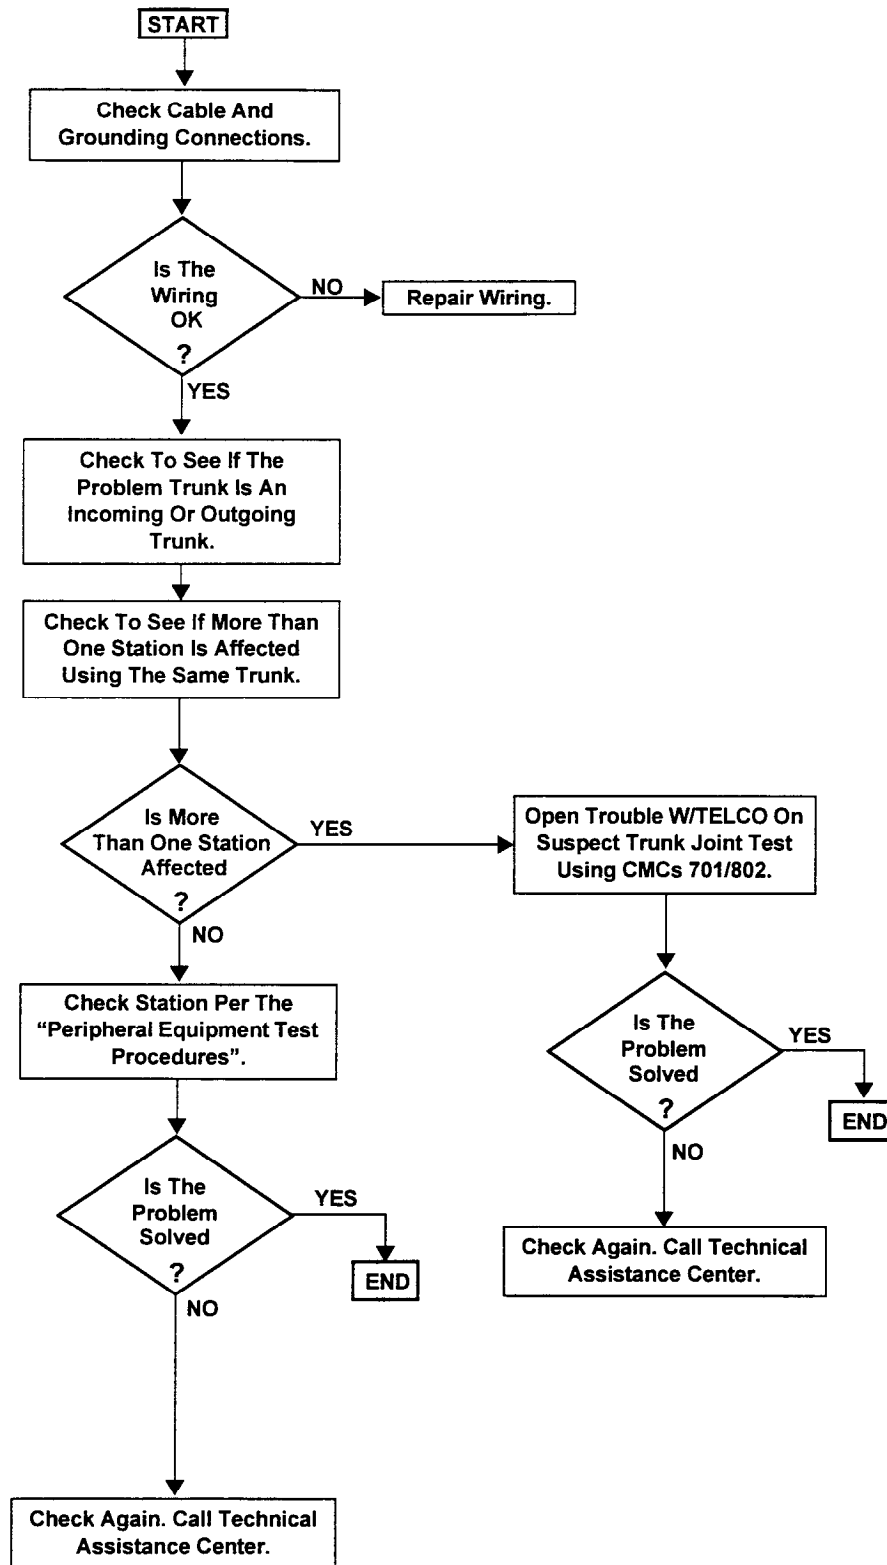 START
Check Cable And
Grounding Connections.
Is The
Wiring
OK
?
NO
Repair Wiring.
YES
Check To See If The
Problem Trunk Is An
Incoming Or Outgoing
Trunk.
Check To See If More Than
One Station Is Affected
Using The Same Trunk.
Is More
Than One Station
Affected
?
YES
Open Trouble W/TELCO On
Suspect Trunk Joint Test
Using CMCs 701/802.
NO
Check Station Per The
“Peripheral Equipment Test
Procedures”.
Is The
Problem
Solved
?
YES
END
NO
Check Again. Call Technical
Assistance Center.
Is The
Problem
Solved
?
YES
END
NO
Check Again. Call Technical
Assistance Center.